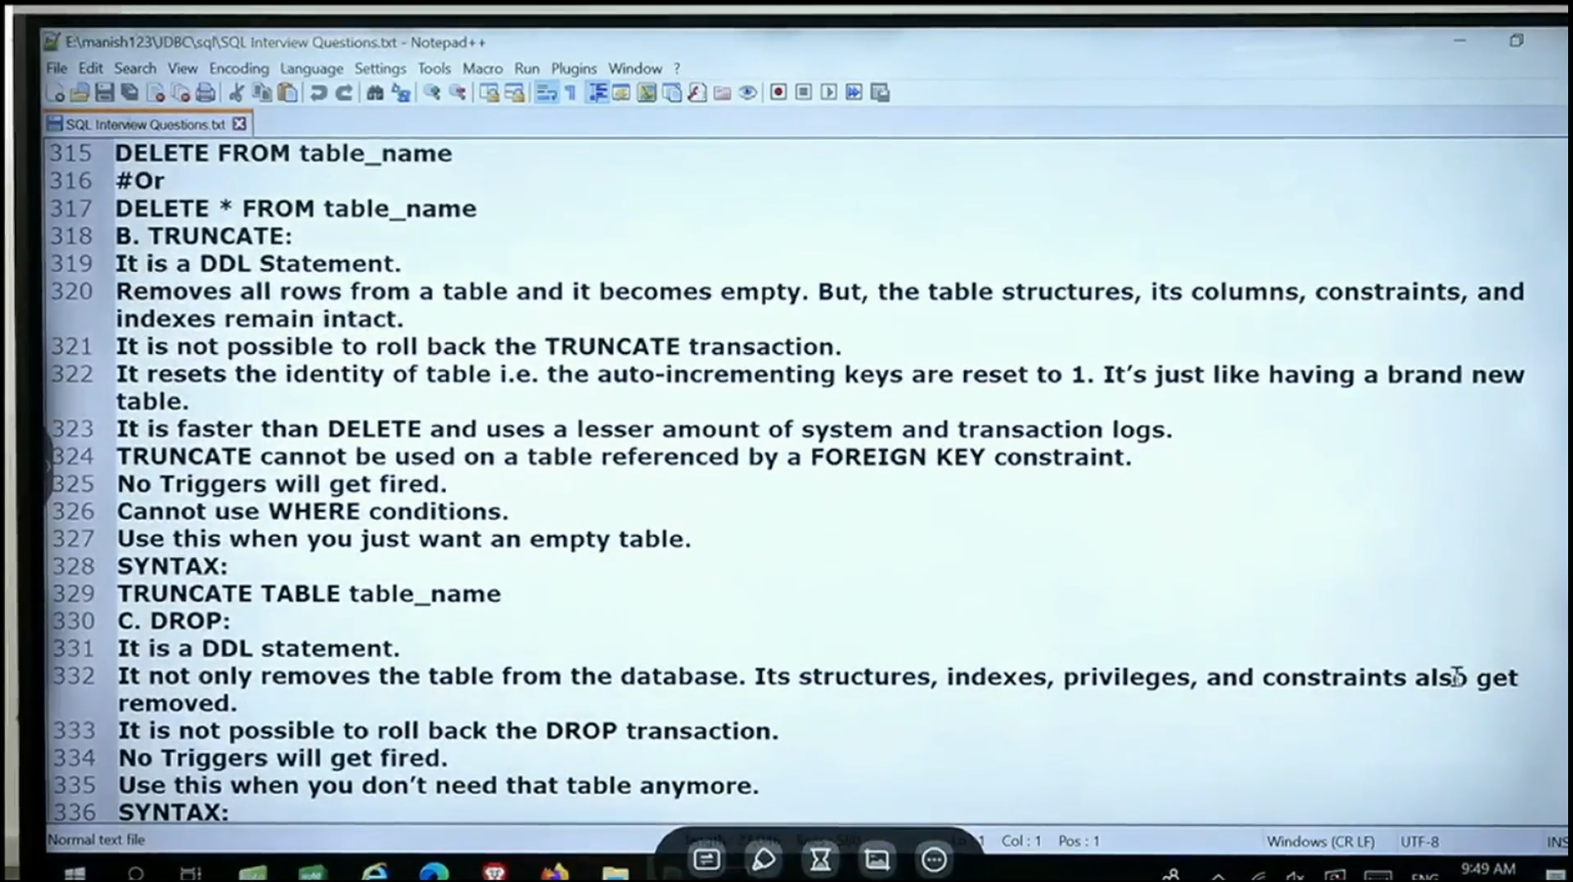 E:\manish123\JDBC\sql\SQL Interview Questions.txt - Notepad++
File Edit Search View Encoding Language Settings Tools Macro Run Plugins Window ?
SQL Interview Questions.txt
315 DELETE FROM table_name
316 #Or
317 DELETE * FROM table_name
318 B. TRUNCATE:
319 It is a DDL Statement.
320 Removes all rows from a table and it becomes empty. But, the table structures, its columns, constraints, and
indexes remain intact.
321 It is not possible to roll back the TRUNCATE transaction.
322 It resets the identity of table i.e. the auto-incrementing keys are reset to 1. It’s just like having a brand new
table.
323 It is faster than DELETE and uses a lesser amount of system and transaction logs.
324 TRUNCATE cannot be used on a table referenced by a FOREIGN KEY constraint.
325 No Triggers will get fired.
326 Cannot use WHERE conditions.
327 Use this when you just want an empty table.
328 SYNTAX:
329 TRUNCATE TABLE table_name
330 C. DROP:
331 It is a DDL statement.
332 It not only removes the table from the database. Its structures, indexes, privileges, and constraints also get
removed.
333 It is not possible to roll back the DROP transaction.
334 No Triggers will get fired.
335 Use this when you don’t need that table anymore.
336 SYNTAX:
Normal text file Col : 1 Pos : 1 Windows (CR LF) UTF-8 INS
ENG 9:49 AM